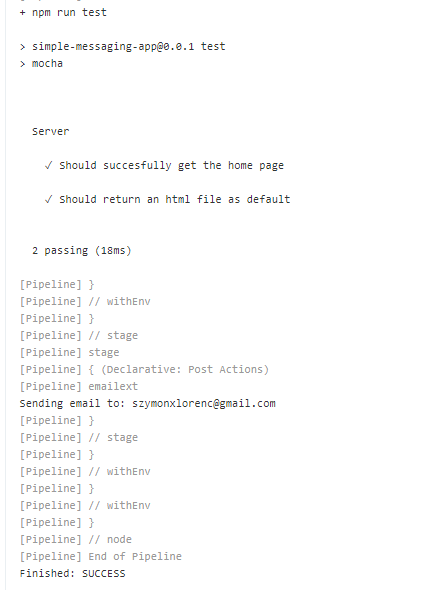 + npm run test
> simple-messaging-app@0.0.1 test
> mocha
Server
✓ Should succesfully get the home page
✓ Should return an html file as default
2 passing (18ms)
[Pipeline] }
[Pipeline] // withEnv
[Pipeline] }
[Pipeline] // stage
[Pipeline] stage
[Pipeline] { (Declarative: Post Actions)
[Pipeline] emailext
Sending email to: szymonxlorenc@gmail.com
[Pipeline] }
[Pipeline] // stage
[Pipeline] }
[Pipeline] // withEnv
[Pipeline] }
[Pipeline] // withEnv
[Pipeline] }
[Pipeline] // node
[Pipeline] End of Pipeline
Finished: SUCCESS